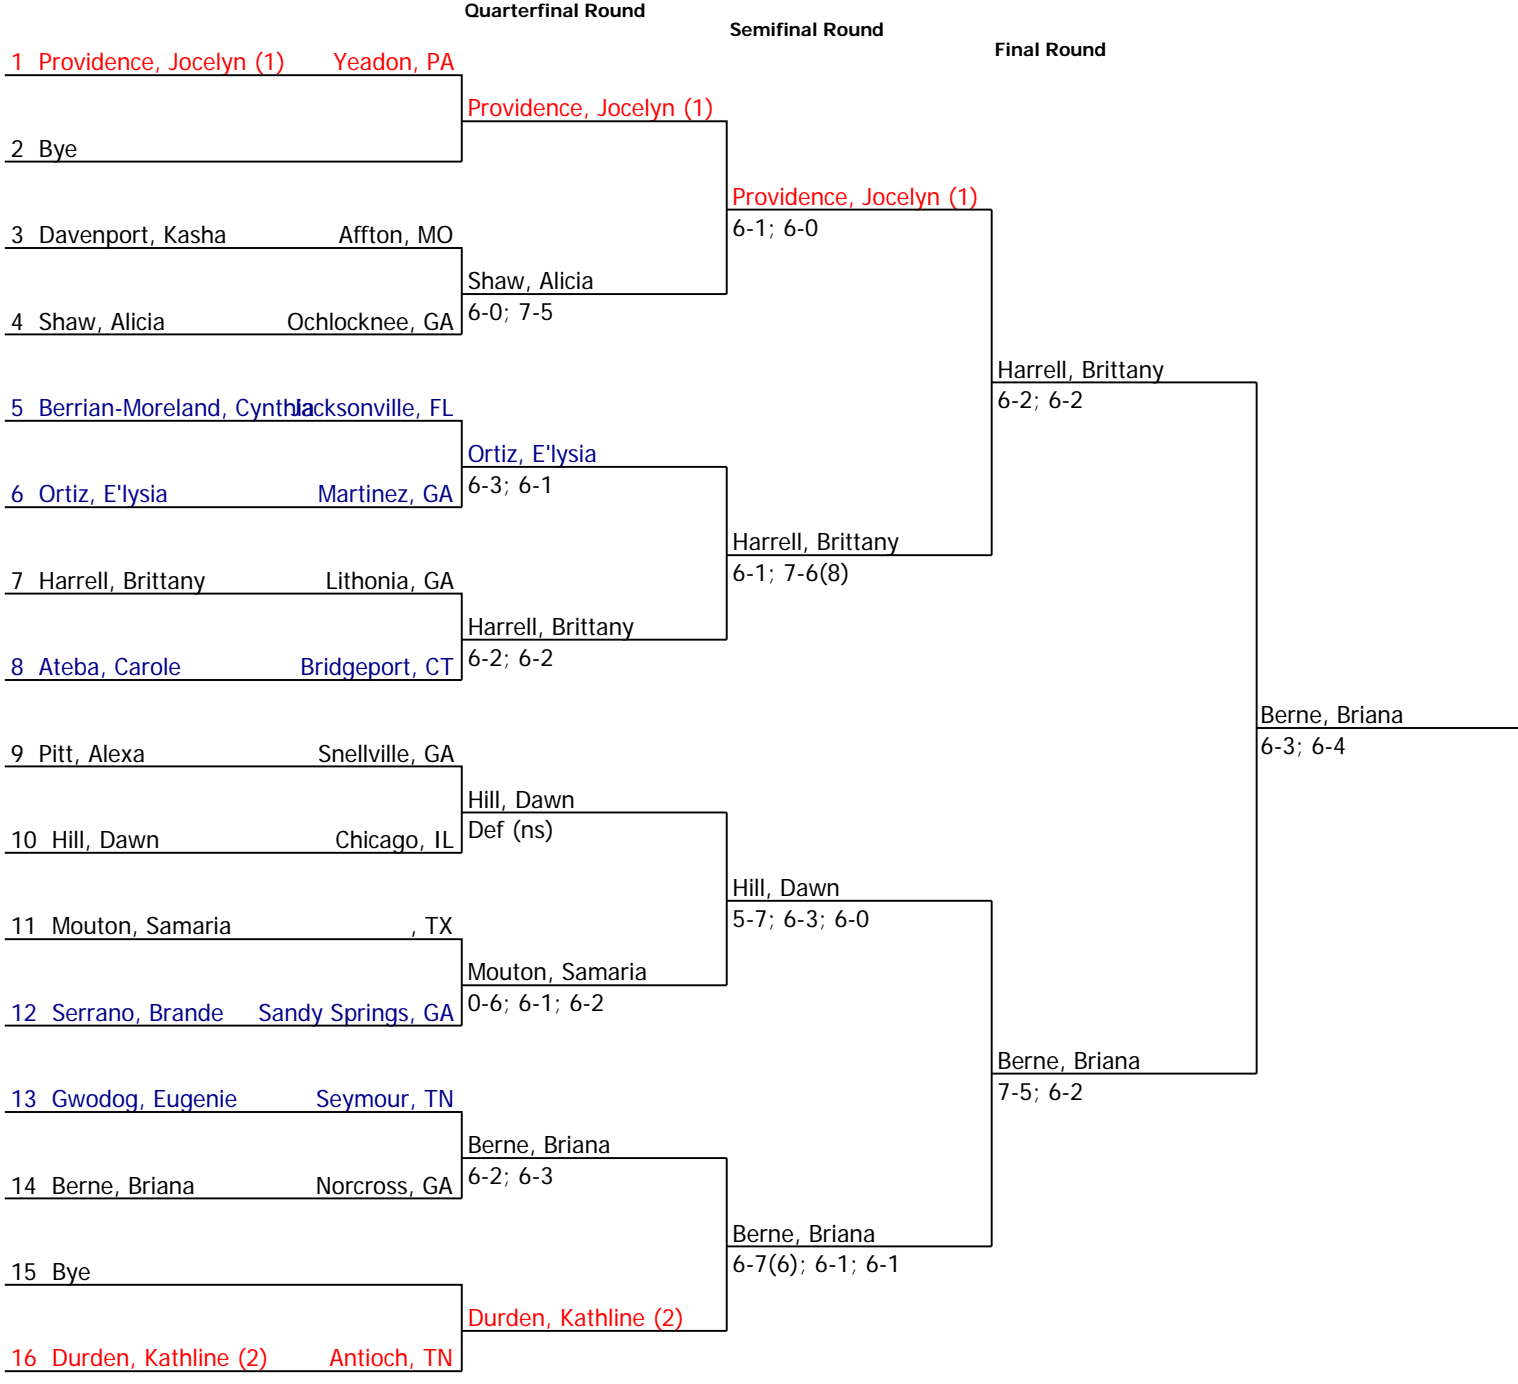 Quarterfinal Round
Semifinal Round
Final Round
1 Providence, Jocelyn (1) Yeadon, PA
Providence, Jocelyn (1)
2 Bye
Providence, Jocelyn (1)
6-1; 6-0
3 Davenport, Kasha Affton, MO
Shaw, Alicia
6-0; 7-5
4 Shaw, Alicia Ochlocknee, GA
Harrell, Brittany
6-2; 6-2
5 Berrian-Moreland, Cynthia Jacksonville, FL
Ortiz, E'lysia
6-3; 6-1
6 Ortiz, E'lysia Martinez, GA
Harrell, Brittany
6-1; 7-6(8)
7 Harrell, Brittany Lithonia, GA
Harrell, Brittany
6-2; 6-2
8 Ateba, Carole Bridgeport, CT
Berne, Briana
6-3; 6-4
9 Pitt, Alexa Snellville, GA
Hill, Dawn
Def (ns)
10 Hill, Dawn Chicago, IL
Hill, Dawn
5-7; 6-3; 6-0
11 Mouton, Samaria , TX
Mouton, Samaria
0-6; 6-1; 6-2
12 Serrano, Brande Sandy Springs, GA
Berne, Briana
7-5; 6-2
13 Gwodog, Eugenie Seymour, TN
Berne, Briana
6-2; 6-3
14 Berne, Briana Norcross, GA
Berne, Briana
6-7(6); 6-1; 6-1
15 Bye
Durden, Kathline (2)
16 Durden, Kathline (2) Antioch, TN